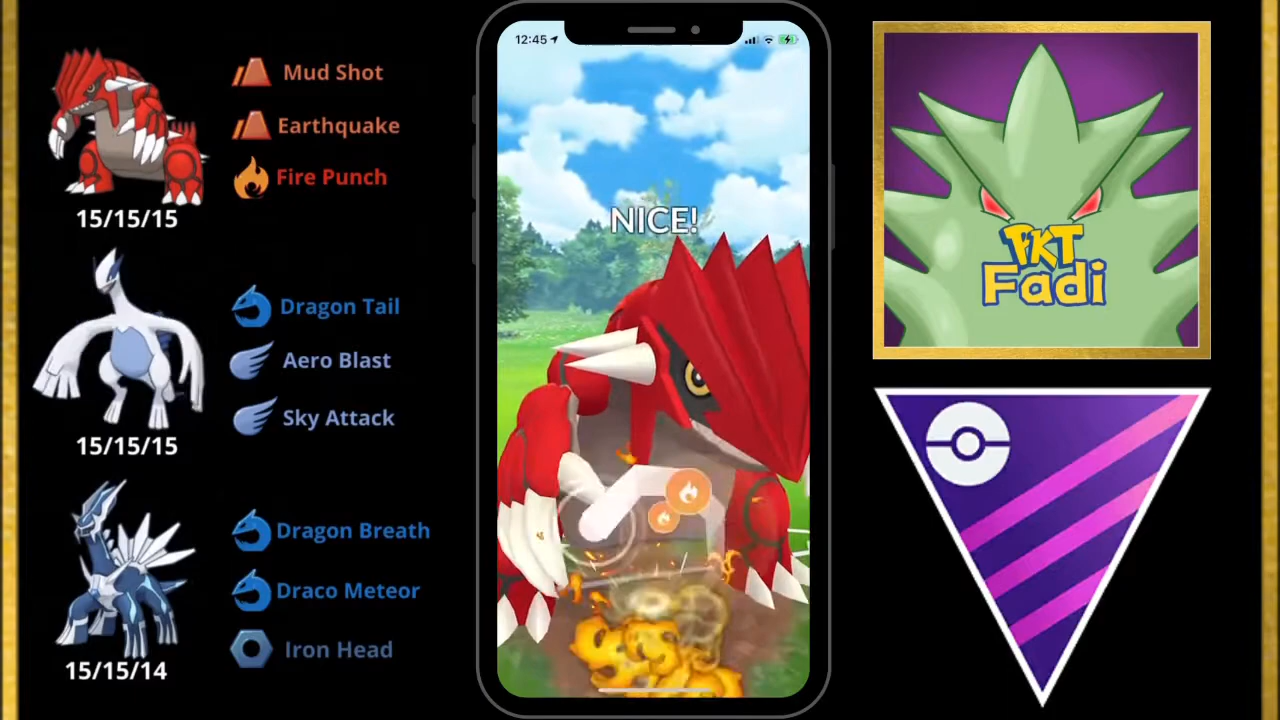 Mud Shot
Earthquake
Fire Punch
15/15/15
Dragon Tail
Aero Blast
Sky Attack
15/15/15
Dragon Breath
Draco Meteor
Iron Head
15/15/14
12:45
NICE!
PKT
Fadi